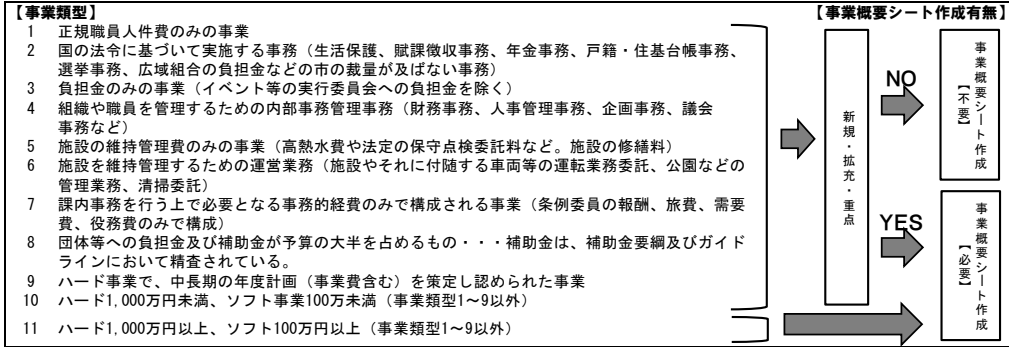 【事業類型】
【事業概要シート作成有無】
1 正規職員人件費のみの事業
2 国の法令に基づいて実施する事務（生活保護、賦課徴収事務、年金事務、戸籍・住基台帳事務、
選挙事務、広域組合の負担金などの市の裁量が及ばない事務）
3 負担金のみの事業（イベント等の実行委員会への負担金を除く）
4 組織や職員を管理するための内部事務管理事務（財務事務、人事管理事務、企画事務、議会
事務など）
5 施設の維持管理費のみの事業（高熱水費や法定の保守点検委託料など。施設の修繕料）
6 施設を維持管理するための運営業務（施設やそれに付随する車両等の運転業務委託、公園などの
管理業務、清掃委託）
7 課内事務を行う上で必要となる事務的経費のみで構成される事業（条例委員の報酬、旅費、需要
費、役務費のみで構成）
8 団体等への負担金及び補助金が予算の大半を占めるもの・・・補助金は、補助金要綱及びガイド
ラインにおいて精査されている。
9 ハード事業で、中長期の年度計画（事業費含む）を策定し認められた事業
10 ハード1,000万円未満、ソフト事業100万未満（事業類型1～9以外）
11 ハード1,000万円以上、ソフト100万円以上（事業類型1～9以外）
新規・拡充・重点
NO
事業概要シート作成
【不要】
YES
事業概要シート作成
【必要】